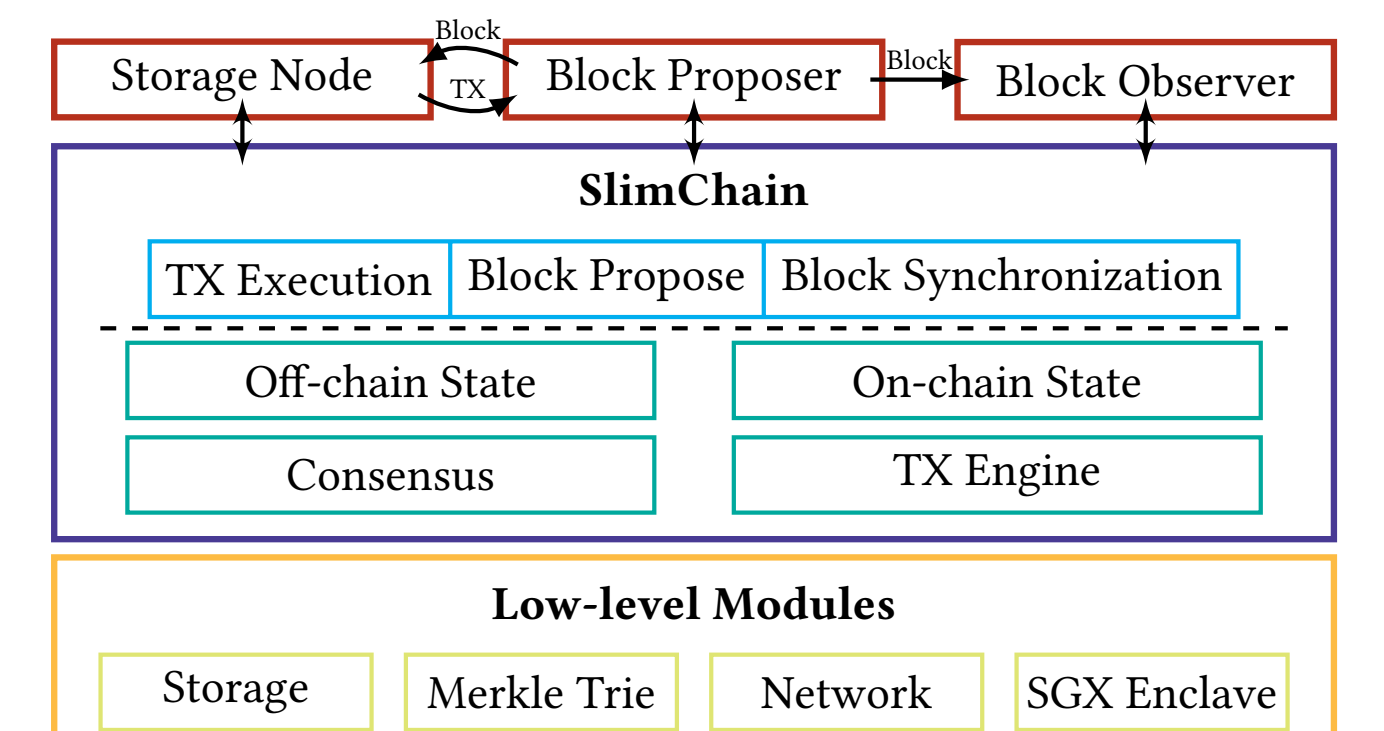 Block
Storage Node
TX
Block Proposer
Block
Block Observer
SlimChain
TX Execution
Block Propose
Block Synchronization
Off-chain State
On-chain State
Consensus
TX Engine
Low-level Modules
Storage
Merkle Trie
Network
SGX Enclave